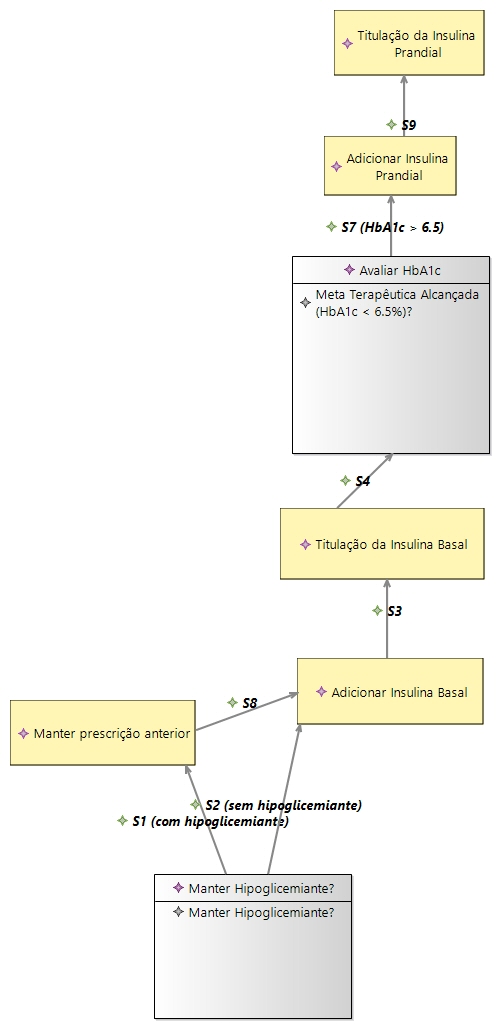 Titulação da Insulina
Prandial
S9
Adicionar Insulina
Prandial
S7 (HbA1c > 6.5)
Avaliar HbA1c
Meta Terapêutica Alcançada
(HbA1c < 6.5%)?
S4
Titulação da Insulina Basal
S3
Adicionar Insulina Basal
S8
Manter prescrição anterior
S2 (sem hipoglicemiante)
S1 (com hipoglicemiante)
Manter Hipoglicemiante?
Manter Hipoglicemiante?